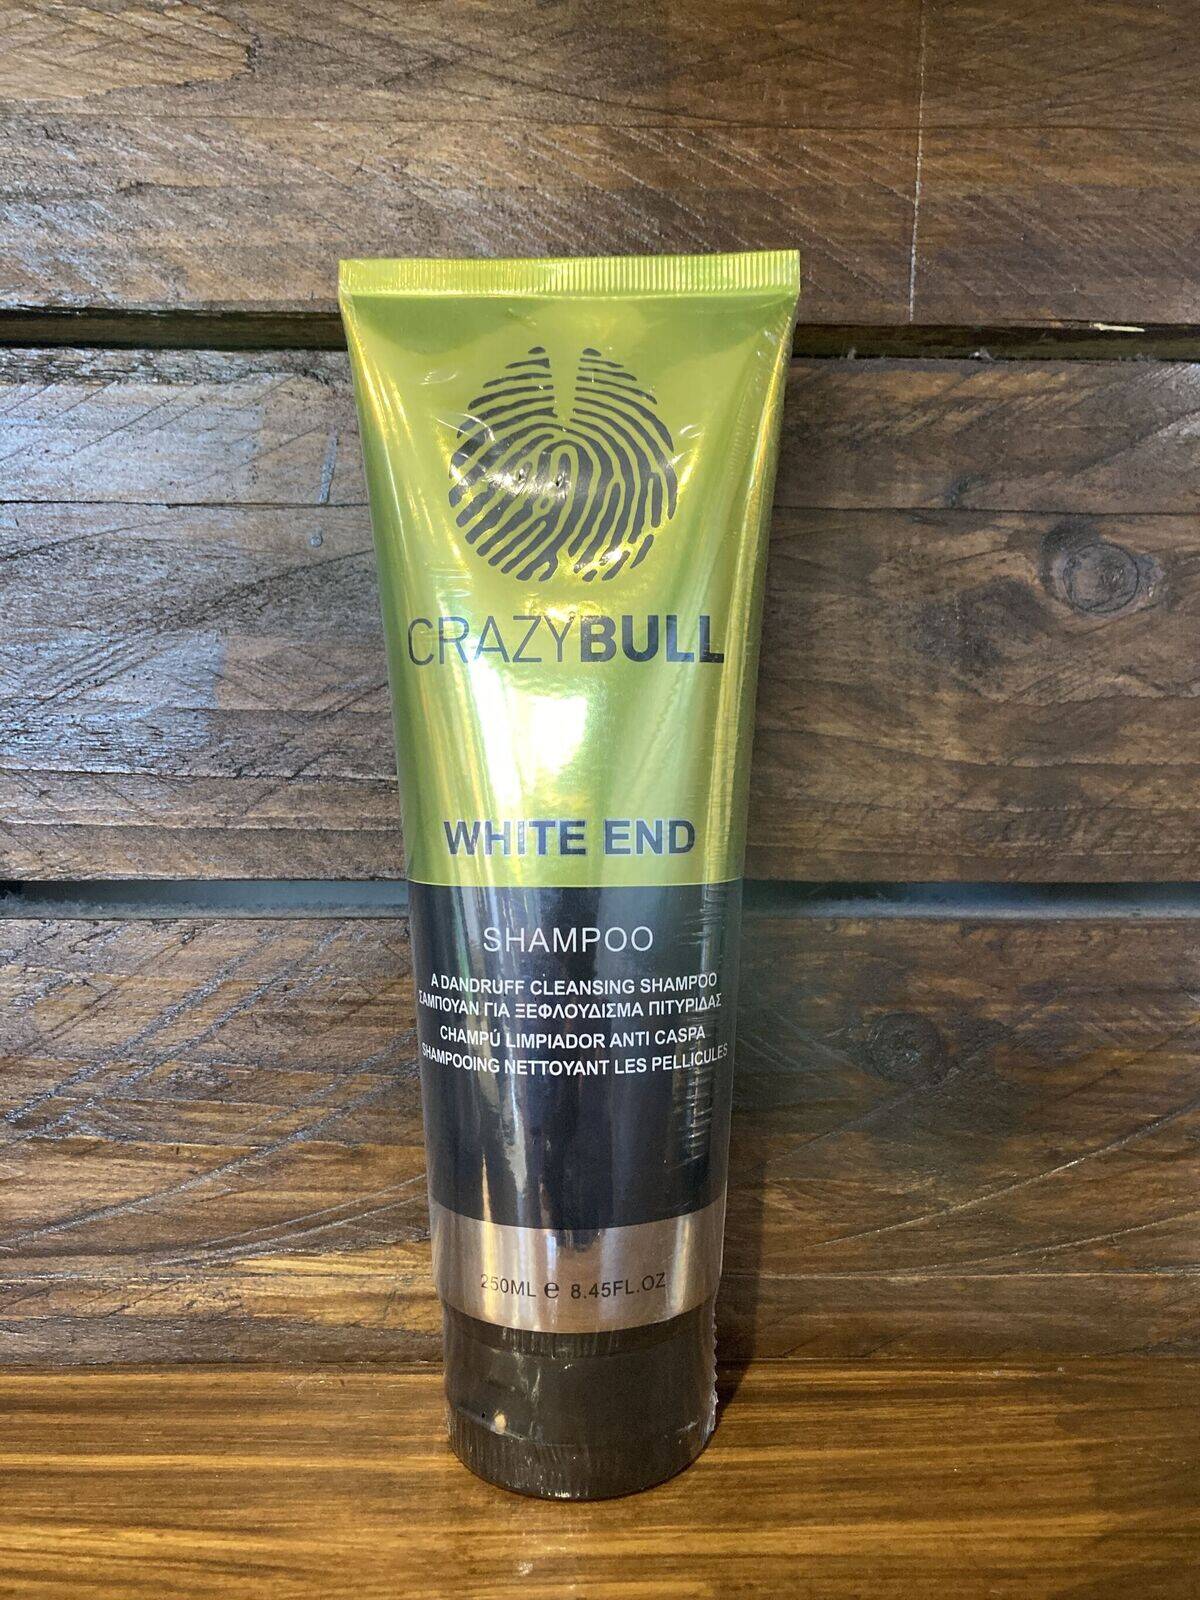 CRAZYBULL
WHITE END
SHAMPOO
A DANDRUFF CLEANSING SHAMPOO
ΣΑΜΠΟΥΑΝ ΓΙΑ ΞΕΦΛΟΥΔΙΣΜΑ ΠΙΤΥΡΙΔΑΣ
CHAMPÚ LIMPIADOR ANTI CASPA
SHAMPOOING NETTOYANT LES PELLICULES
250ML e 8.45FL.OZ